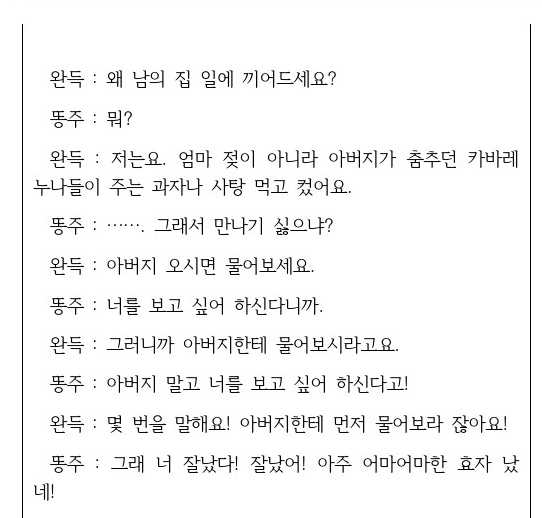 완득 : 왜 남의 집 일에 끼어드세요?
똥주 : 뭐?
완득 : 저는요. 엄마 젖이 아니라 아버지가 춤추던 카바레
누나들이 주는 과자나 사탕 먹고 컸어요.
똥주 : ……. 그래서 만나기 싫으냐?
완득 : 아버지 오시면 물어보세요.
똥주 : 너를 보고 싶어 하신다니까.
완득 : 그러니까 아버지한테 물어보시라고요.
똥주 : 아버지 말고 너를 보고 싶어 하신다고!
완득 : 몇 번을 말해요! 아버지한테 먼저 물어보라 잖아요!
똥주 : 그래 너 잘났다! 잘났어! 아주 어마어마한 효자 났
네!